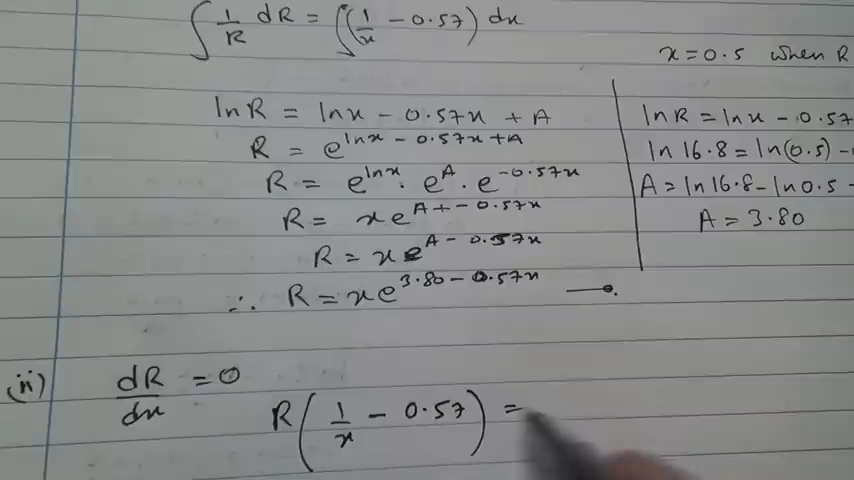 ∫ 1/R dR = ∫(1/x - 0.57) dx
x = 0.5 when R
ln R = ln x - 0.57x + A
R = e^(ln x - 0.57x + A)
R = e^(ln x) · e^A · e^(-0.57x)
R = x e^(A + -0.57x)
R = x e^(A - 0.57x)
∴ R = x e^(3.80 - 0.57x)
ln R = ln x - 0.57
ln 16.8 = ln(0.5) -
A = ln 16.8 - ln 0.5 -
A = 3.80
(ii) dR/dx = 0
R(1/x - 0.57) =